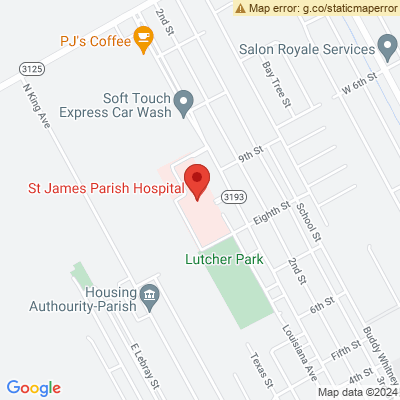 Map error: g.co/staticmaperror
2nd St
PJ's Coffee
Salon Royale Services
3125
Bay Tree St
W 6th St
N King Ave
Soft Touch
Express Car Wash
9th St
St James Parish Hospital
3193
Eighth St
School St
Lutcher Park
2nd St
Housing
Authourity-Parish
6th St
Louisiana Ave
Buddy Whitney
E Lebray St
Fifth St
Texas St
4th St
3rd
Google
Map data ©2024